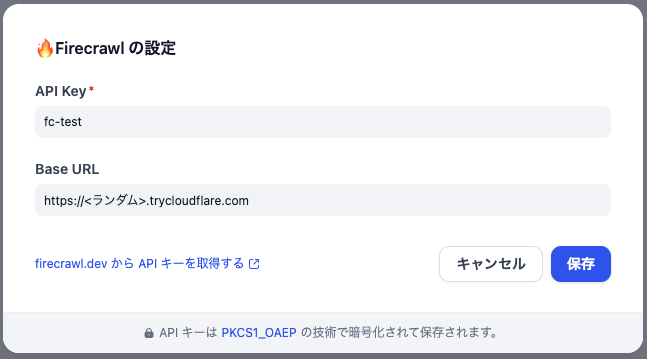 🔥Firecrawl の設定
API Key*
fc-test
Base URL
https://<ランダム>.trycloudflare.com
firecrawl.dev から API キーを取得する
キャンセル
保存
API キーは PKCS1_OAEP の技術で暗号化されて保存されます。